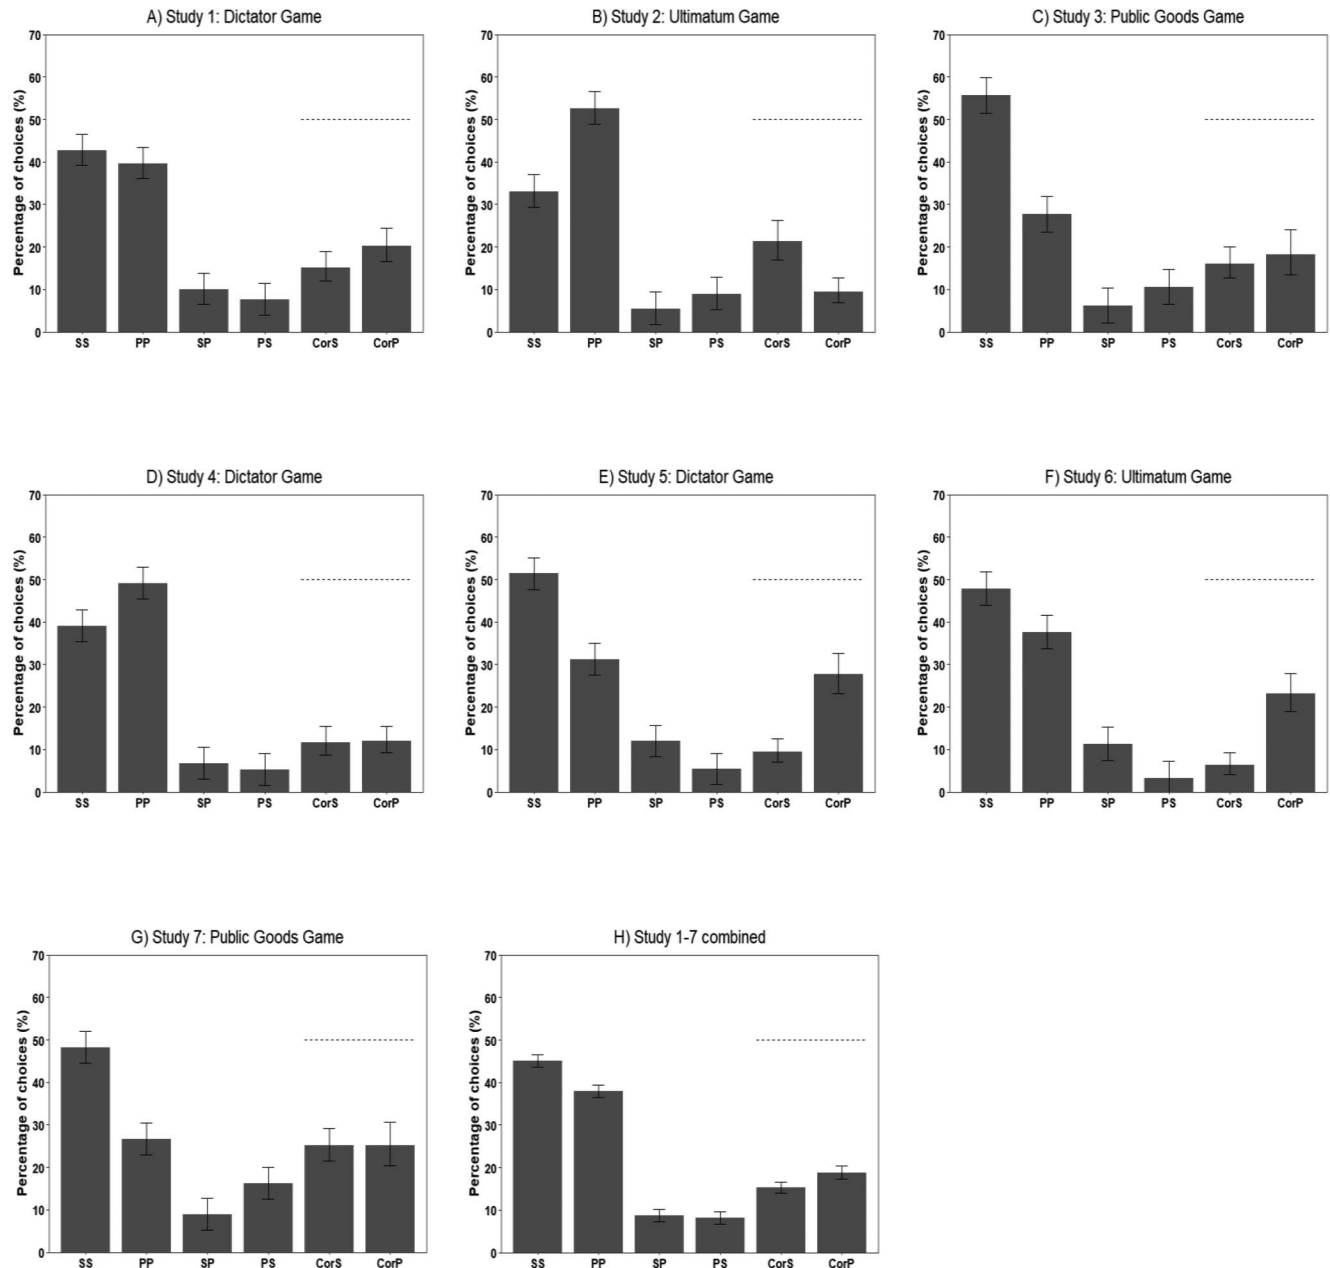 A) Study 1: Dictator Game
Percentage of choices (%)
70
60
50
40
30
20
10
0
SS PP SP PS CorS CorP
B) Study 2: Ultimatum Game
Percentage of choices (%)
70
60
50
40
30
20
10
0
SS PP SP PS CorS CorP
C) Study 3: Public Goods Game
Percentage of choices (%)
70
60
50
40
30
20
10
0
SS PP SP PS CorS CorP
D) Study 4: Dictator Game
Percentage of choices (%)
70
60
50
40
30
20
10
0
SS PP SP PS CorS CorP
E) Study 5: Dictator Game
Percentage of choices (%)
70
60
50
40
30
20
10
0
SS PP SP PS CorS CorP
F) Study 6: Ultimatum Game
Percentage of choices (%)
70
60
50
40
30
20
10
0
SS PP SP PS CorS CorP
G) Study 7: Public Goods Game
Percentage of choices (%)
70
60
50
40
30
20
10
0
SS PP SP PS CorS CorP
H) Study 1-7 combined
Percentage of choices (%)
70
60
50
40
30
20
10
0
SS PP SP PS CorS CorP